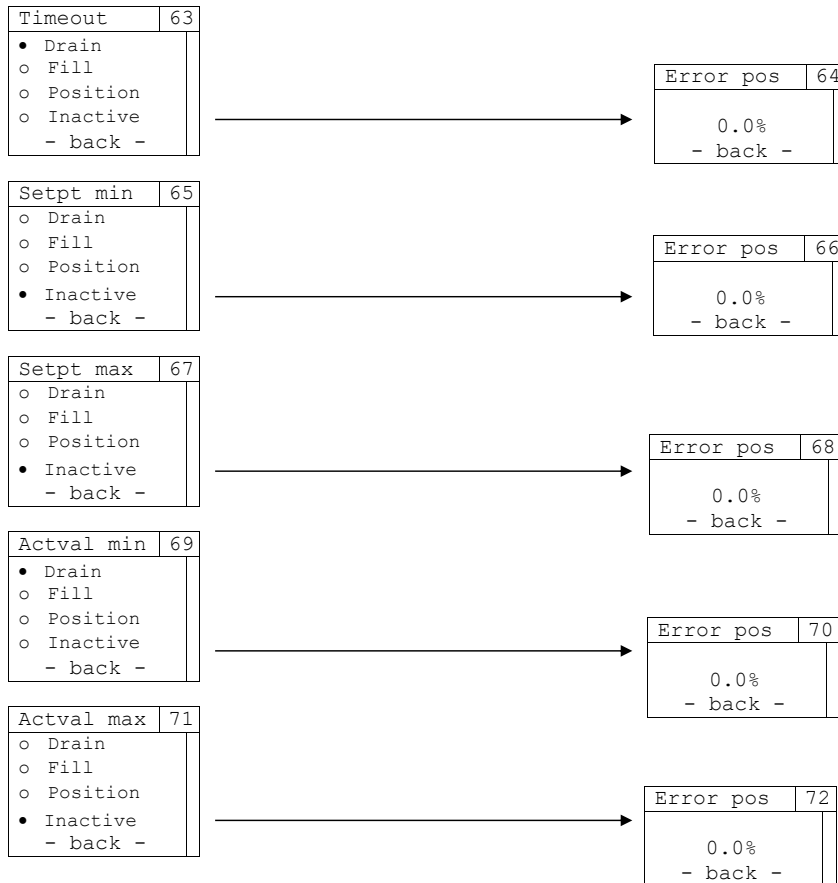 Timeout 63
• Drain
o Fill
o Position
o Inactive
- back -
Error pos 64
0.0%
- back -
Setpt min 65
o Drain
o Fill
o Position
• Inactive
- back -
Error pos 66
0.0%
- back -
Setpt max 67
o Drain
o Fill
o Position
• Inactive
- back -
Error pos 68
0.0%
- back -
Actval min 69
• Drain
o Fill
o Position
o Inactive
- back -
Error pos 70
0.0%
- back -
Actval max 71
o Drain
o Fill
o Position
• Inactive
- back -
Error pos 72
0.0%
- back -